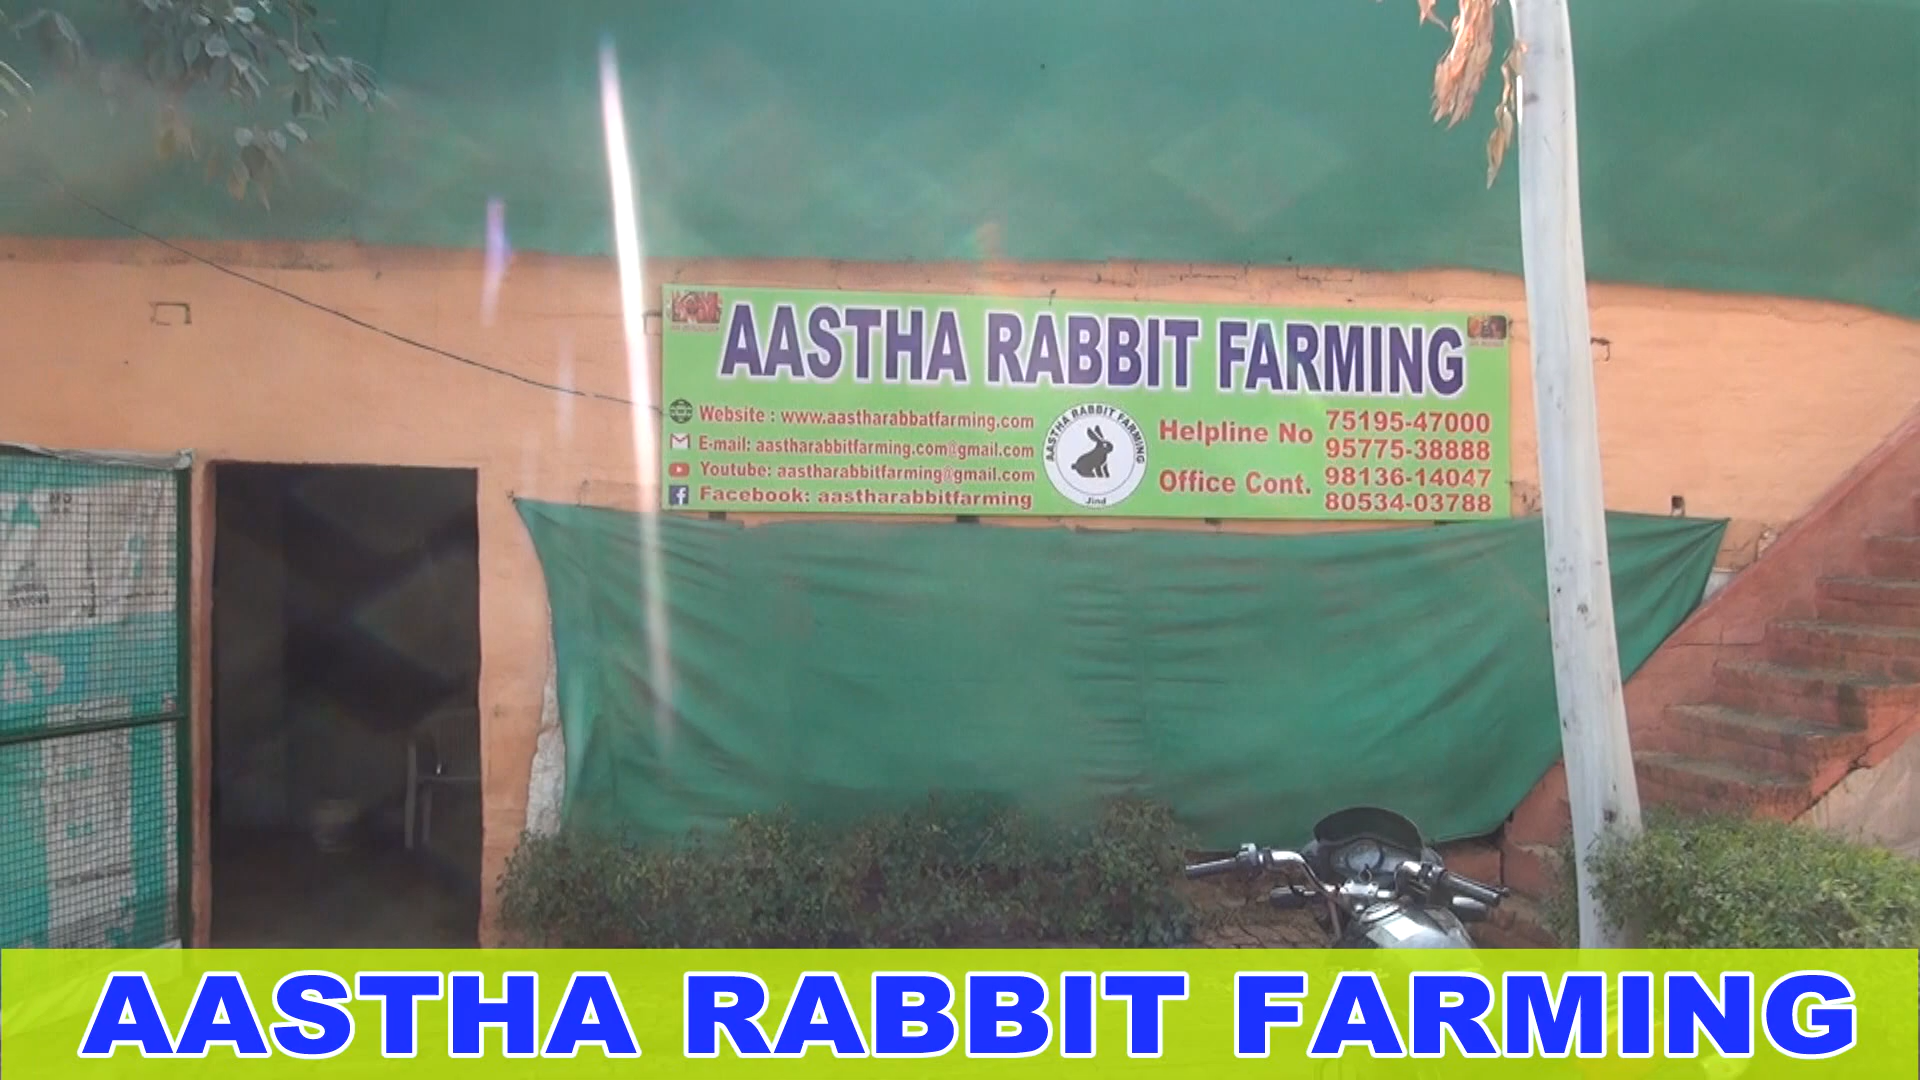 AASTHA RABBIT FARMING
Website : www.aastharabbatfarming.com
E-mail: aastharabbitfarming.com@gmail.com
Youtube: aastharabbitfarming@gmail.com
Facebook: aastharabbitfarming
AASTHA RABBIT FARMING
Jind
Helpline No 75195-47000
95775-38888
Office Cont. 98136-14047
80534-03788
AASTHA RABBIT FARMING